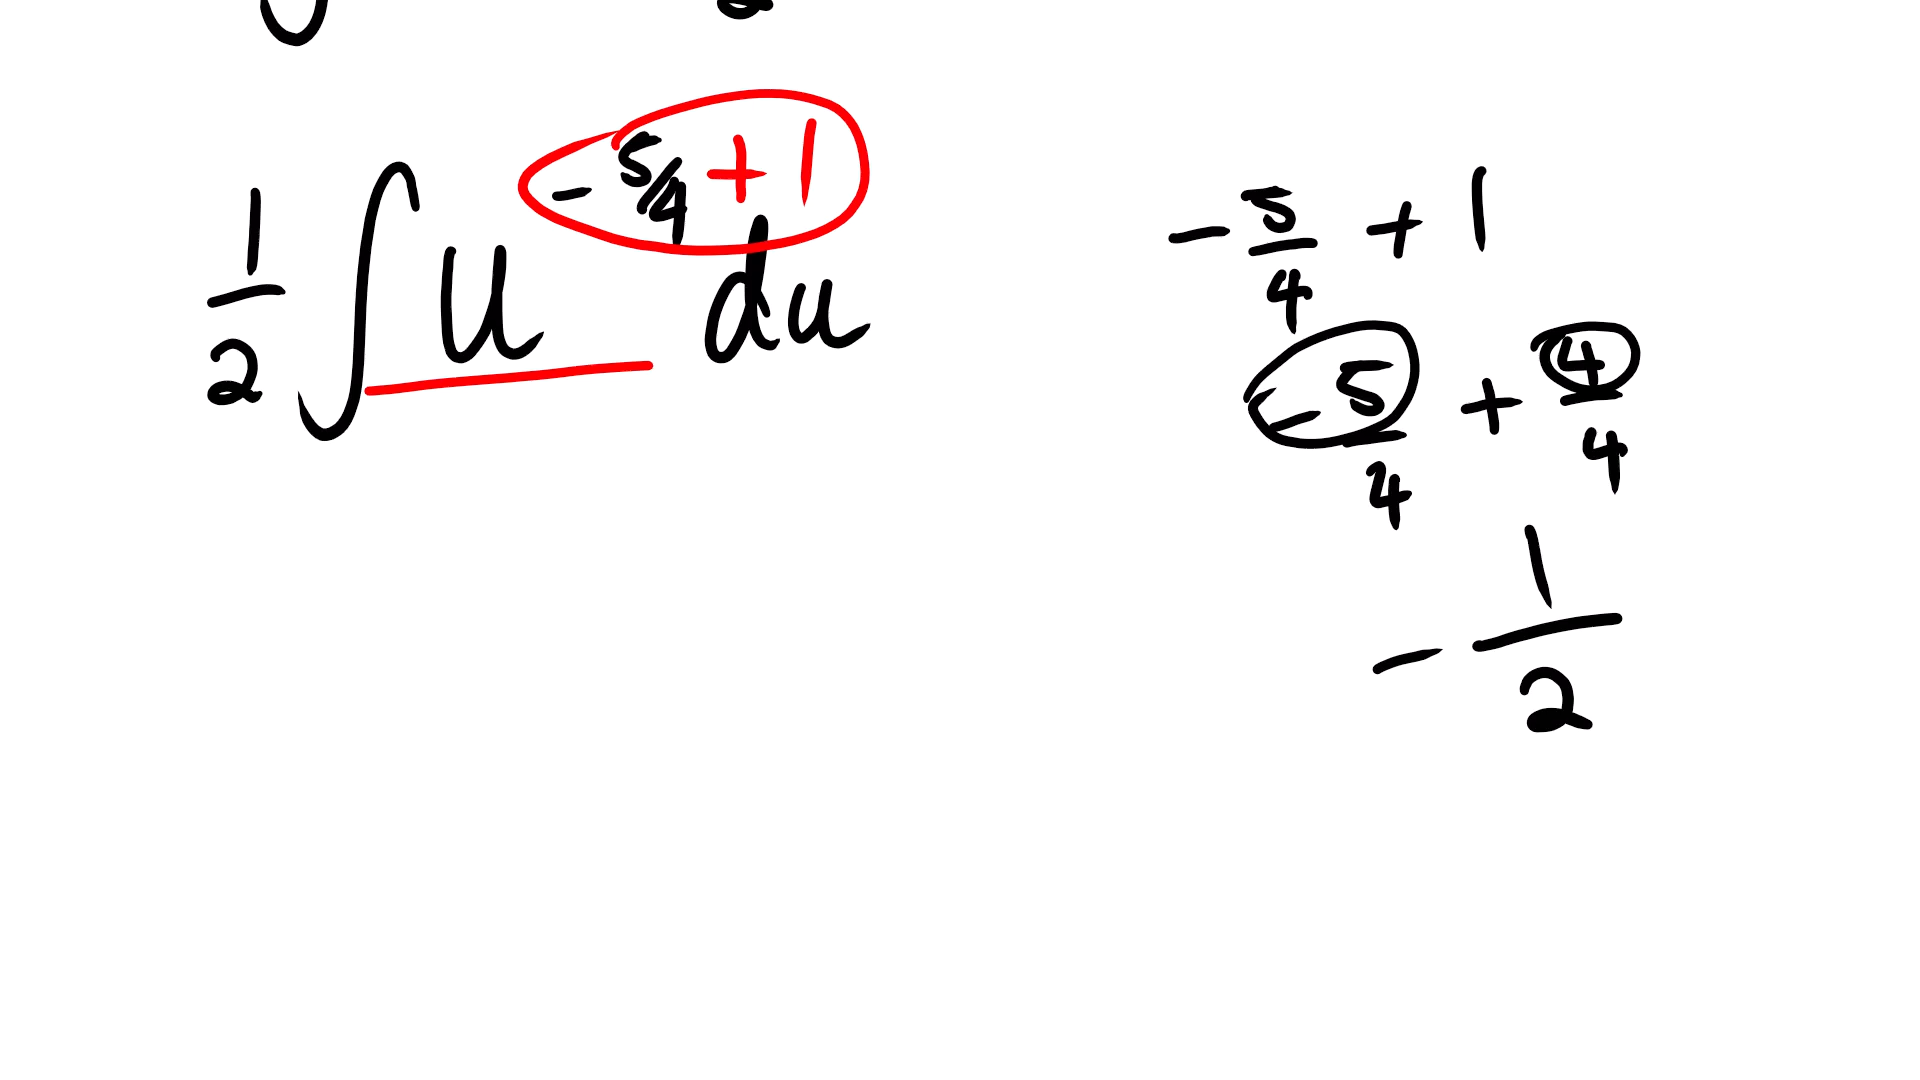 1/2 ∫ u^(-5/4 + 1) du
-5/4 + 1
-5/4 + 4/4
-1/2